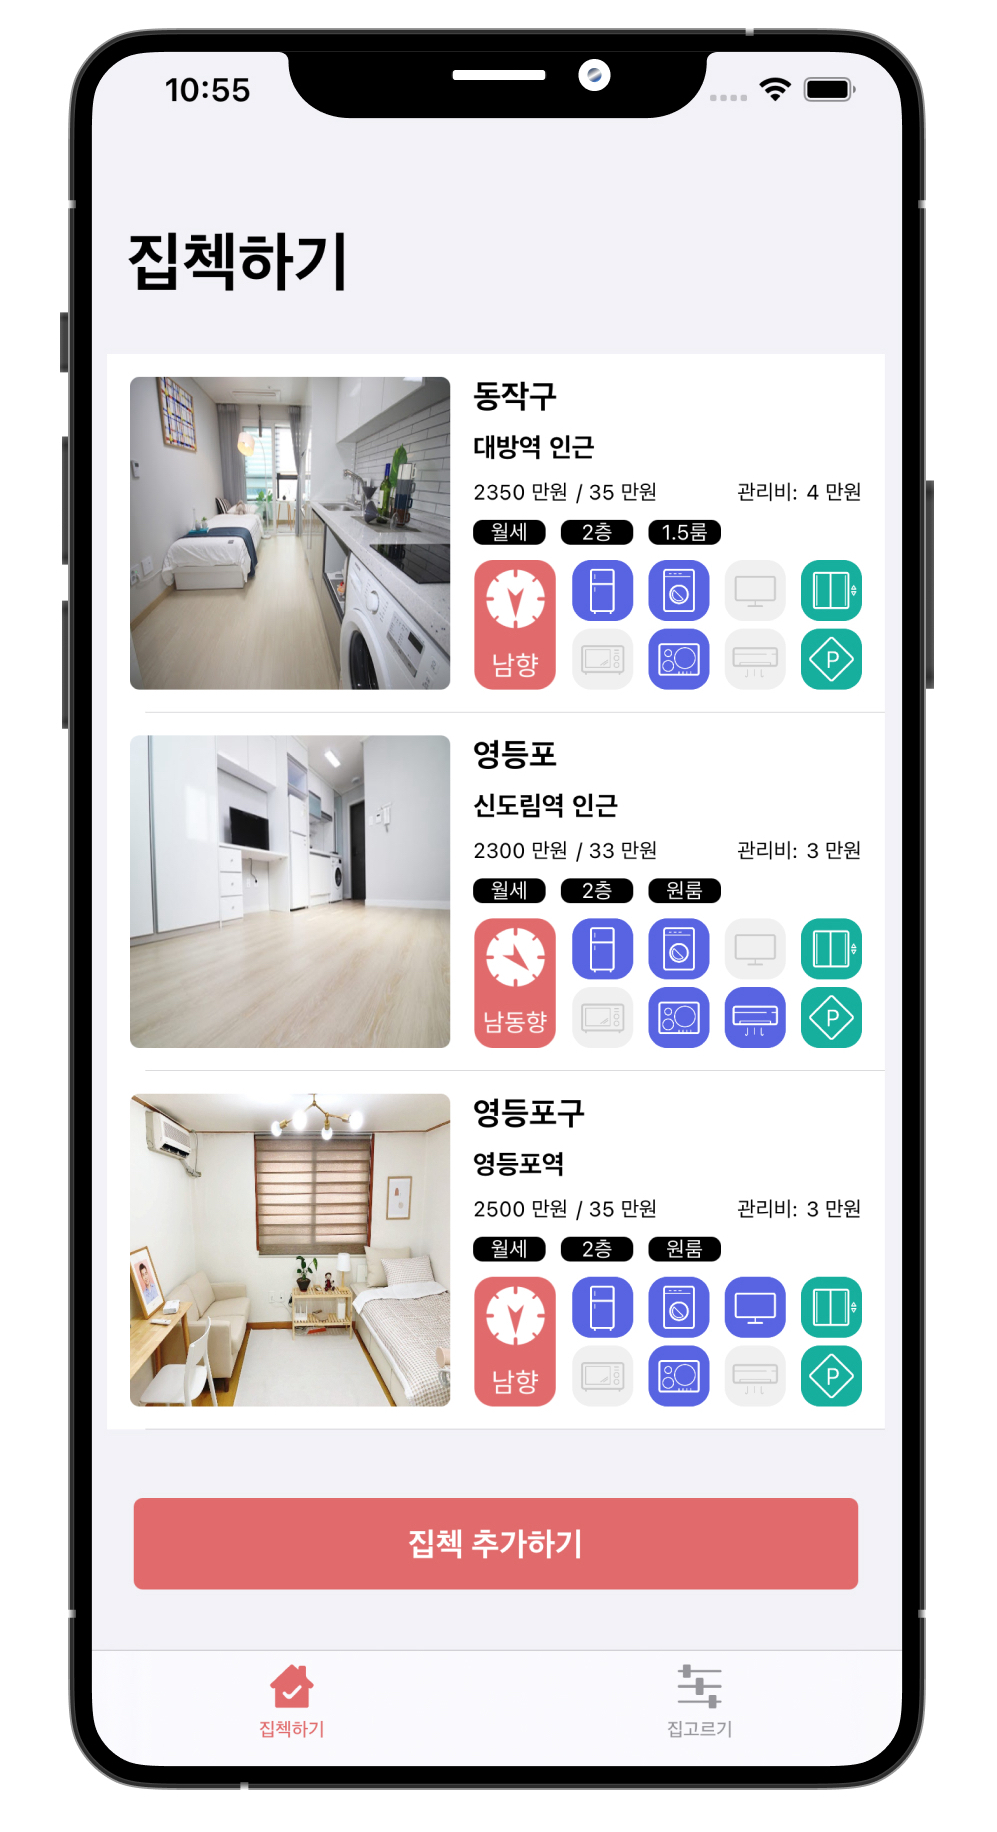 10:55
집첵하기
동작구
대방역 인근
2350 만원 / 35 만원 관리비: 4 만원
월세 2층 1.5룸
남향
P
영등포
신도림역 인근
2300 만원 / 33 만원 관리비: 3 만원
월세 2층 원룸
남동향
P
영등포구
영등포역
2500 만원 / 35 만원 관리비: 3 만원
월세 2층 원룸
남향
P
집첵 추가하기
집첵하기 집고르기